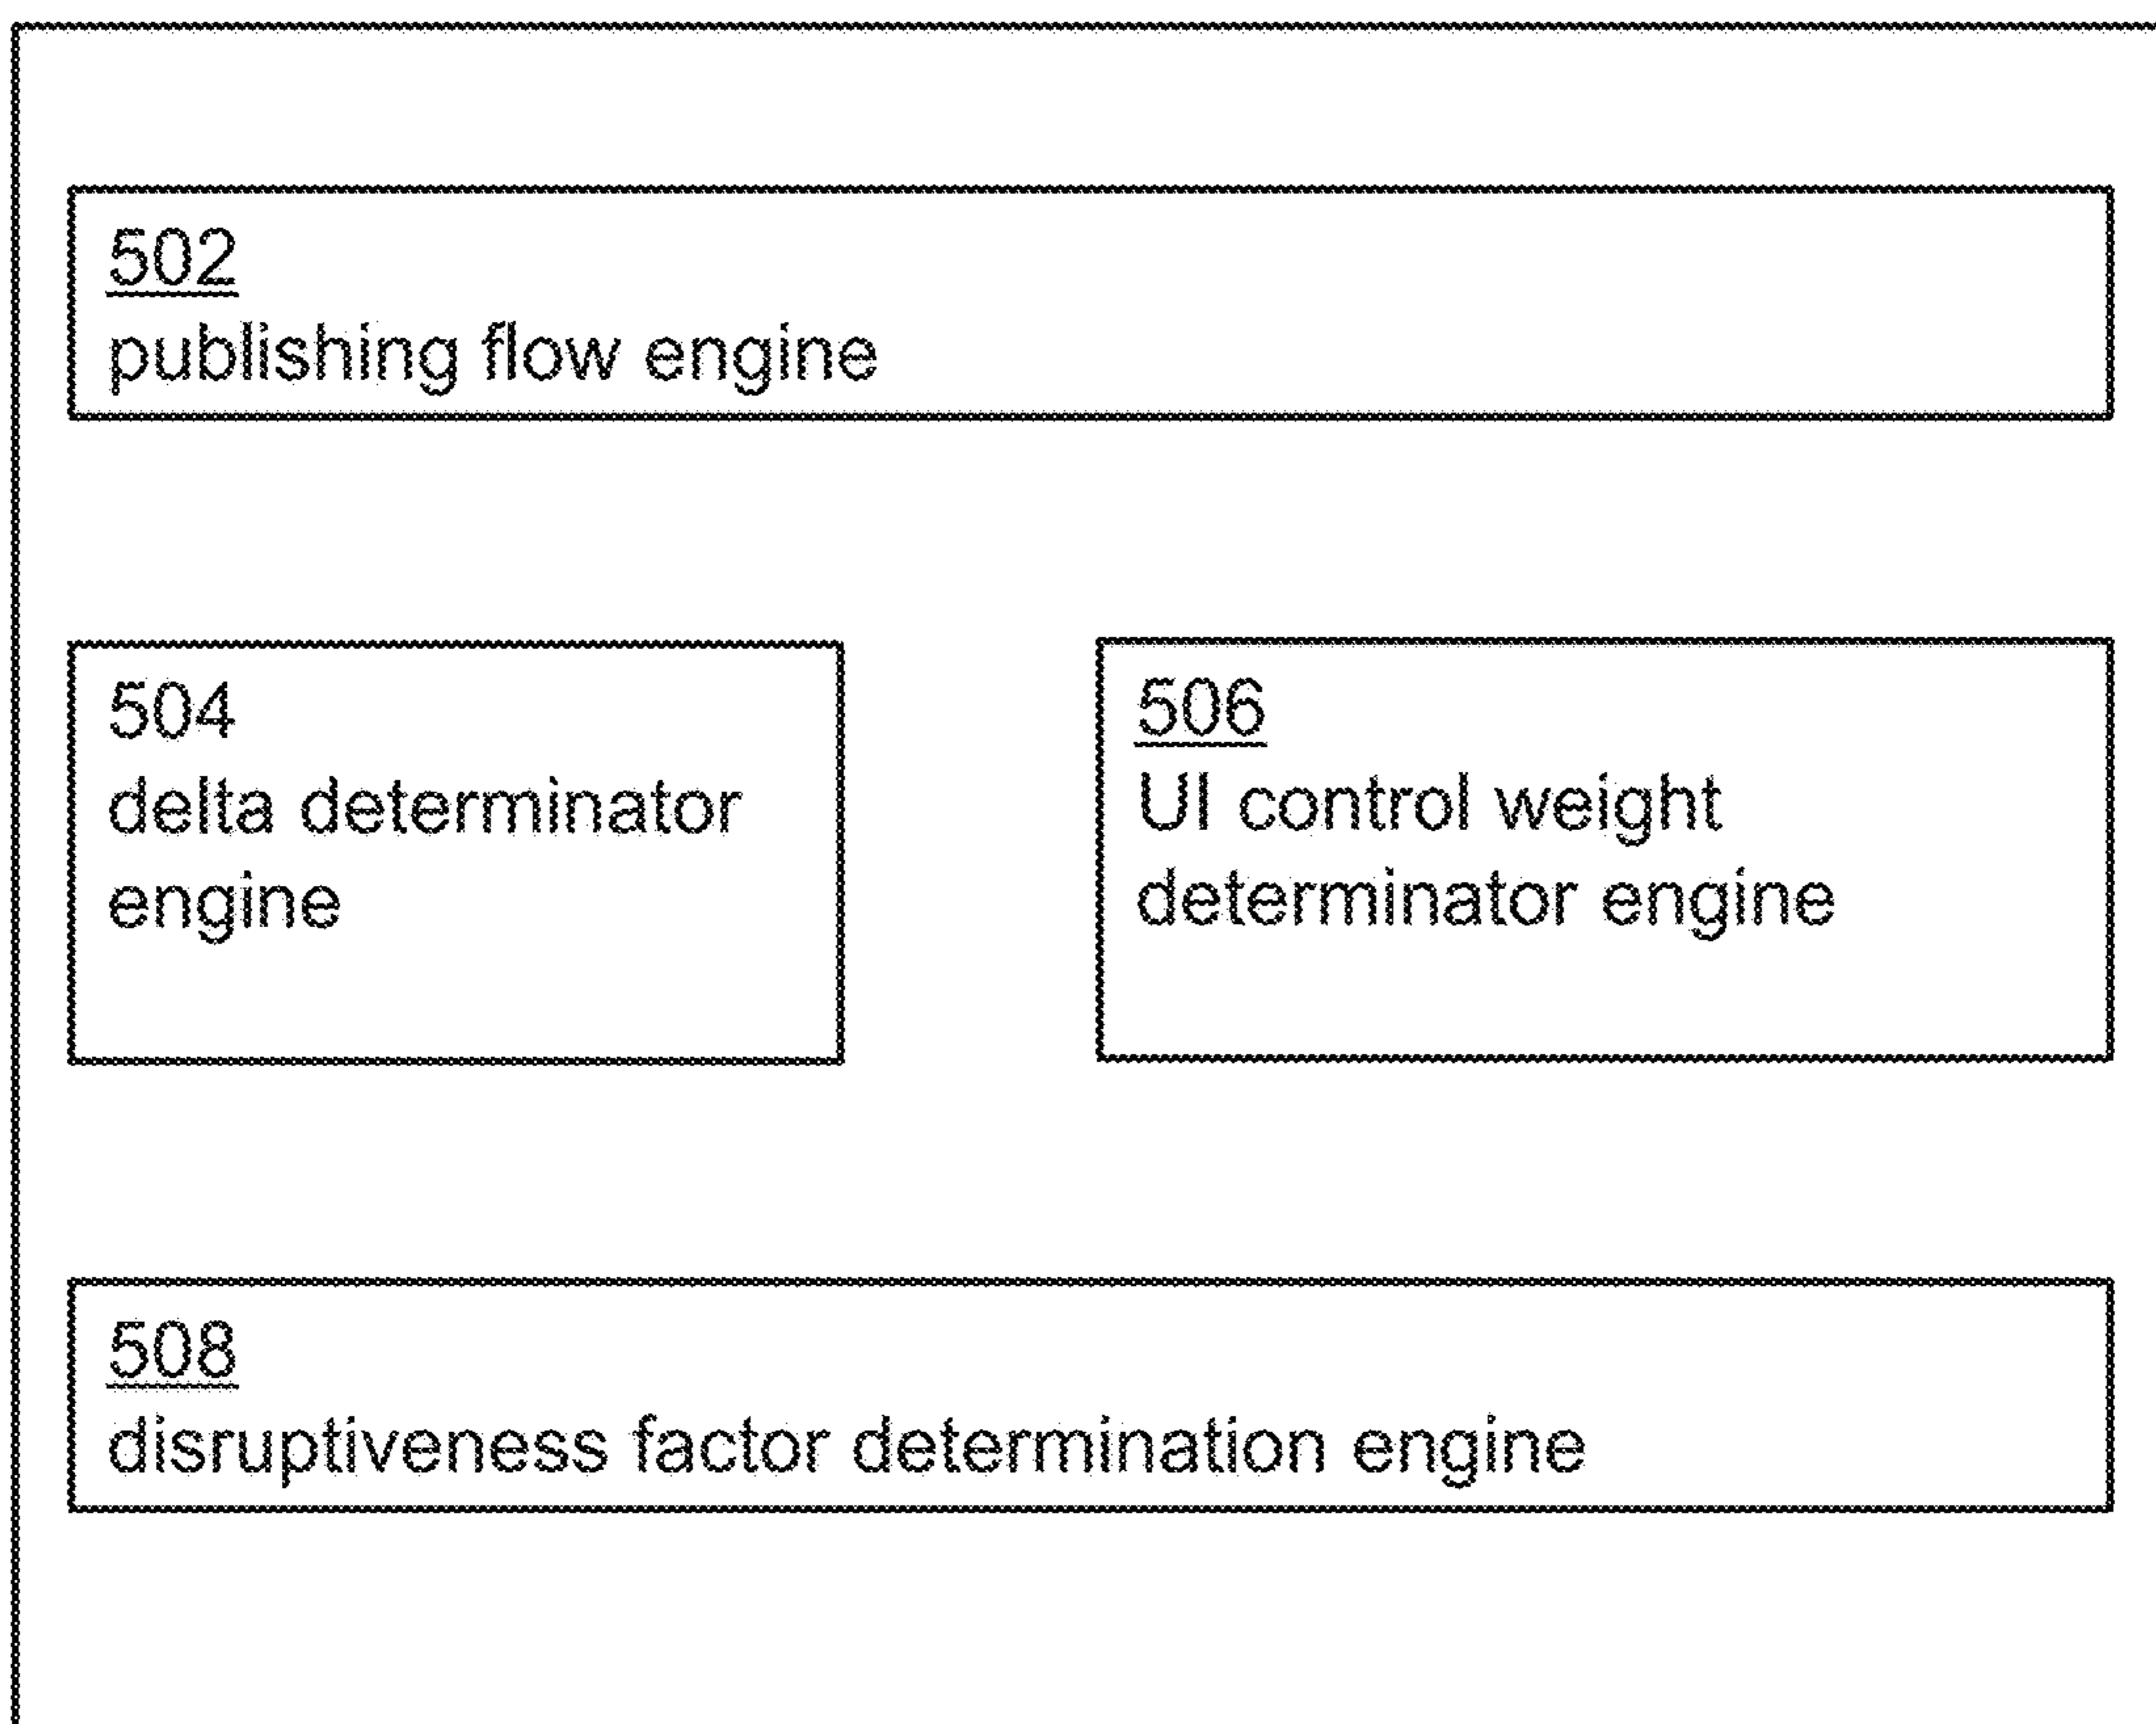 502
publishing flow engine
504
delta determinator
engine
506
UI control weight
determinator engine
508
disruptiveness factor determination engine